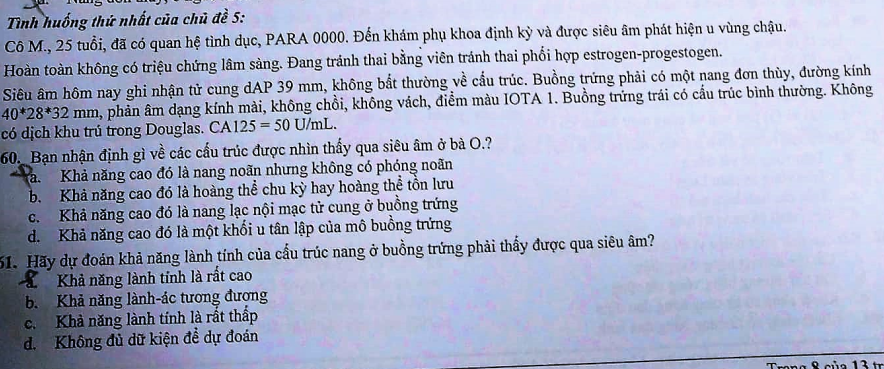 Tình huống thứ nhất của chủ đề 5:
Cô M., 25 tuổi, đã có quan hệ tình dục, PARA 0000. Đến khám phụ khoa định kỳ và được siêu âm phát hiện u vùng chậu.
Hoàn toàn không có triệu chứng lâm sàng. Đang tránh thai bằng viên tránh thai phối hợp estrogen-progestogen.
Siêu âm hôm nay ghi nhận tử cung dAP 39 mm, không bất thường về cấu trúc. Buồng trứng phải có một nang đơn thùy, đường kính
40*28*32 mm, phản âm dạng kính mài, không chồi, không vách, điểm màu IOTA 1. Buồng trứng trái có cấu trúc bình thường. Không
có dịch khu trú trong Douglas. CA125 = 50 U/mL.
60. Bạn nhận định gì về các cấu trúc được nhìn thấy qua siêu âm ở bà O.?
a. Khả năng cao đó là nang noãn nhưng không có phóng noãn
b. Khả năng cao đó là hoàng thể chu kỳ hay hoàng thể tồn lưu
c. Khả năng cao đó là nang lạc nội mạc tử cung ở buồng trứng
d. Khả năng cao đó là một khối u tân lập của mô buồng trứng
61. Hãy dự đoán khả năng lành tính của cấu trúc nang ở buồng trứng phải thấy được qua siêu âm?
Khả năng lành tính là rất cao
b. Khả năng lành-ác tương đương
c. Khả năng lành tính là rất thấp
d. Không đủ dữ kiện để dự đoán
Trang 8 của 13 tr